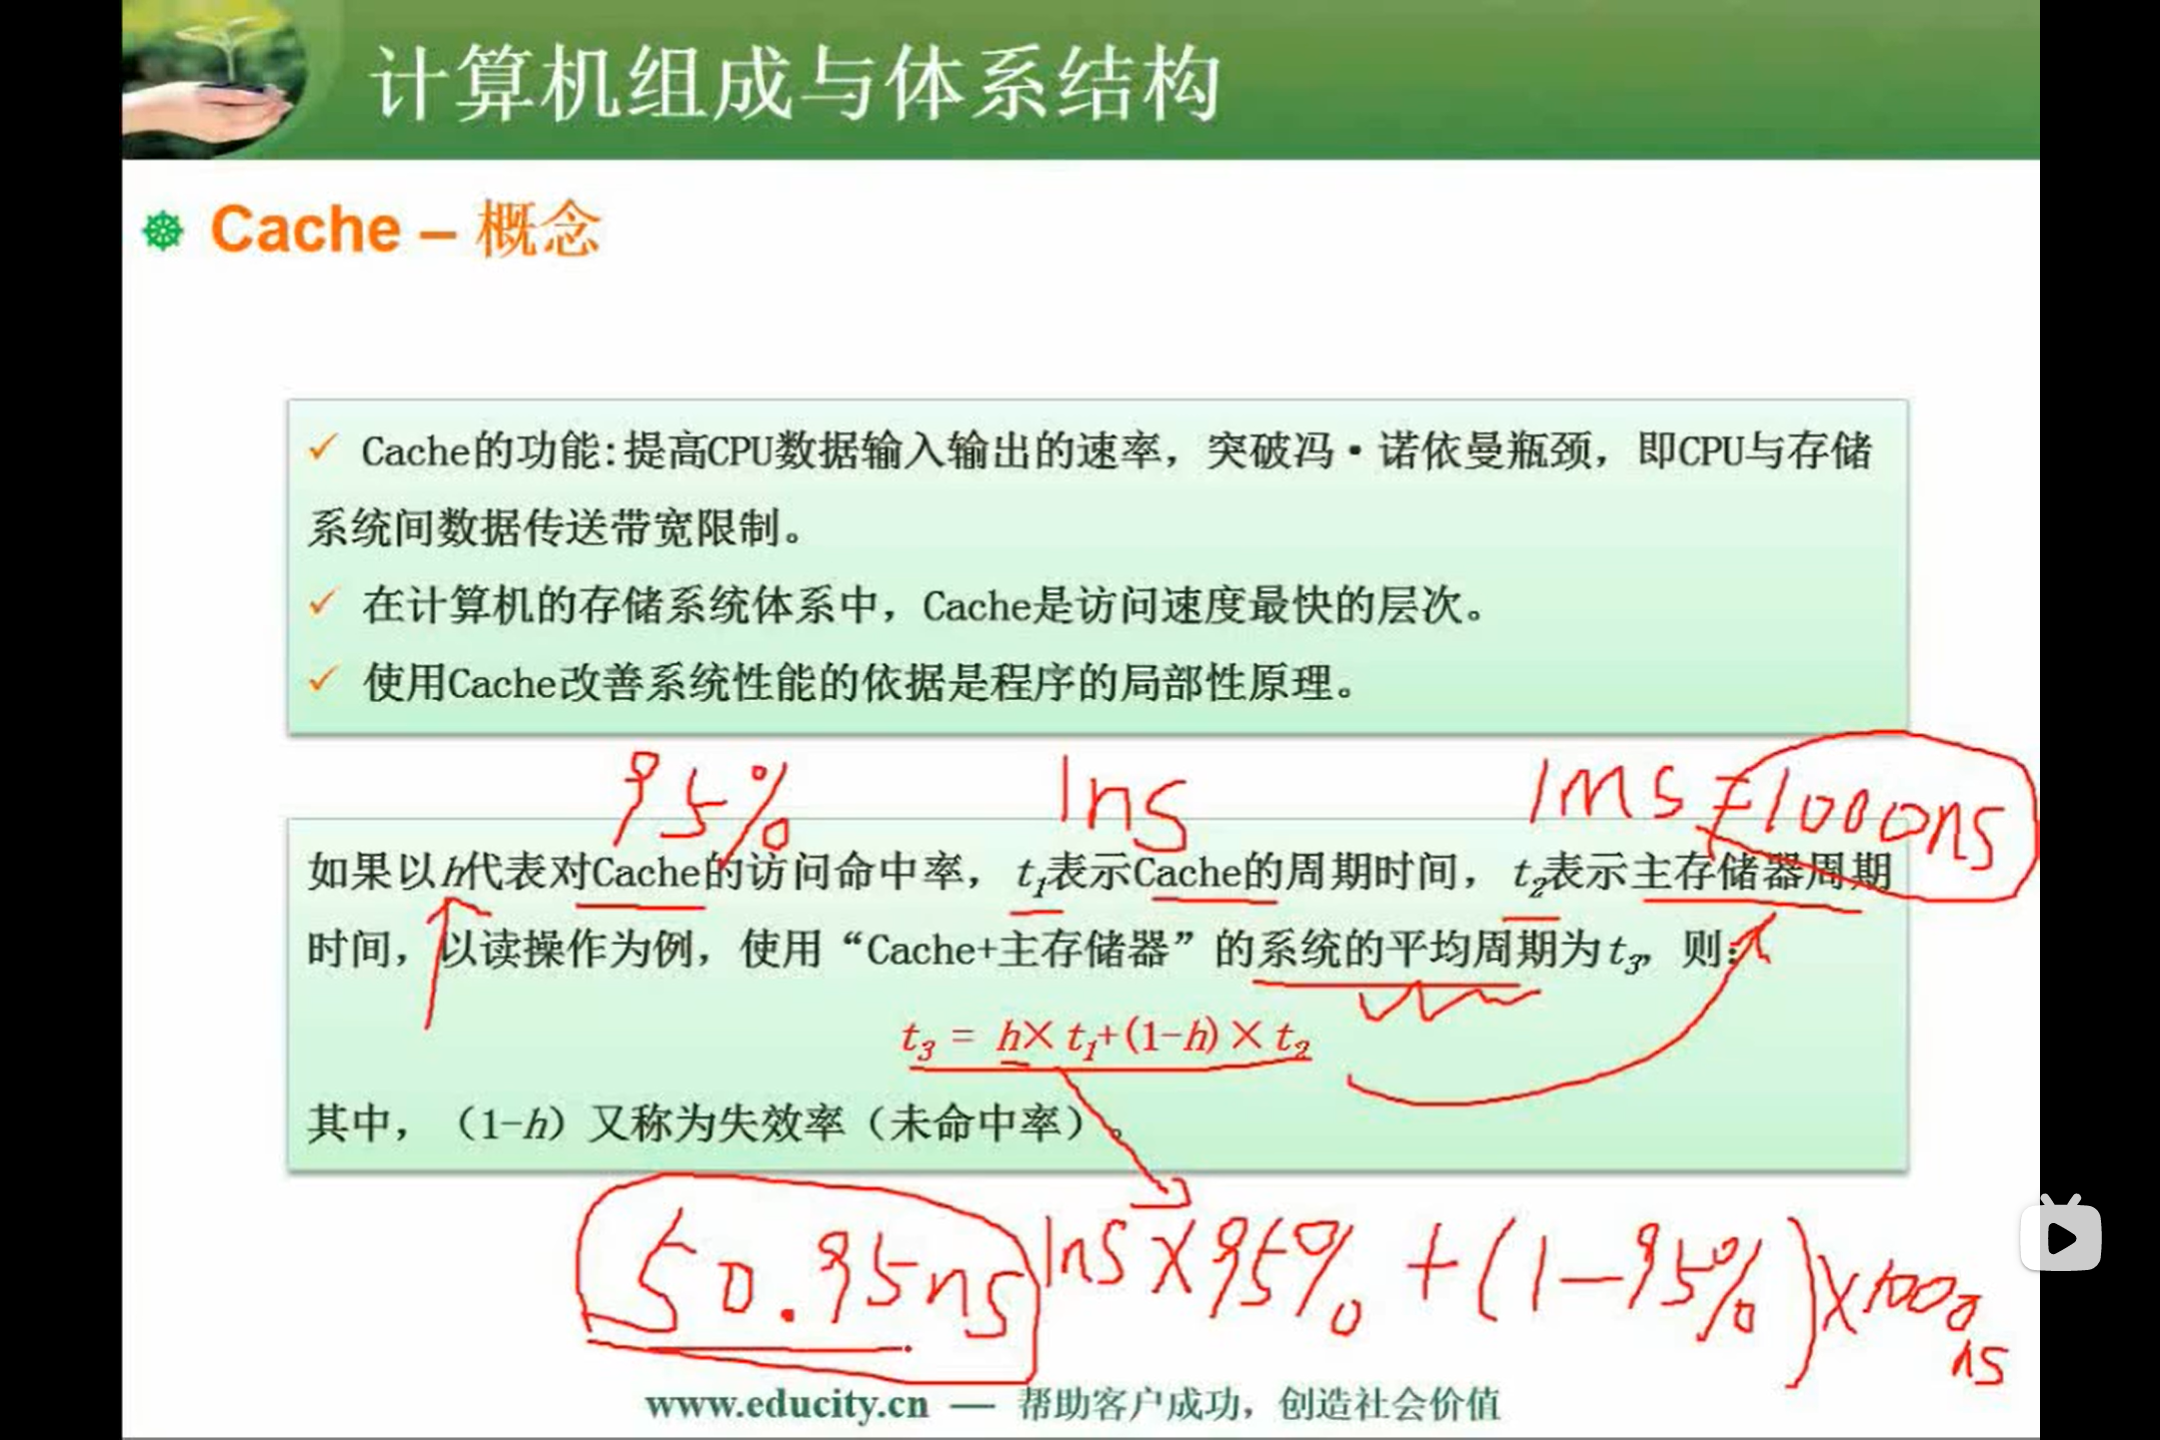 计算机组成与体系结构
Cache – 概念
✓ Cache的功能:提高CPU数据输入输出的速率，突破冯·诺依曼瓶颈，即CPU与存储
系统间数据传送带宽限制。
✓ 在计算机的存储系统体系中，Cache是访问速度最快的层次。
✓ 使用Cache改善系统性能的依据是程序的局部性原理。
95% 1ns 1ms=1000ns
如果以h代表对Cache的访问命中率，t₁表示Cache的周期时间，t₂表示主存储器周期
时间，以读操作为例，使用“Cache+主存储器”的系统的平均周期为t₃，则：
t₃ = h×t₁+(1-h)×t₂
其中，（1-h）又称为失效率（未命中率）。
50.95ns 1ns×95%+(1-95%)×1000ns
www.educity.cn — 帮助客户成功，创造社会价值